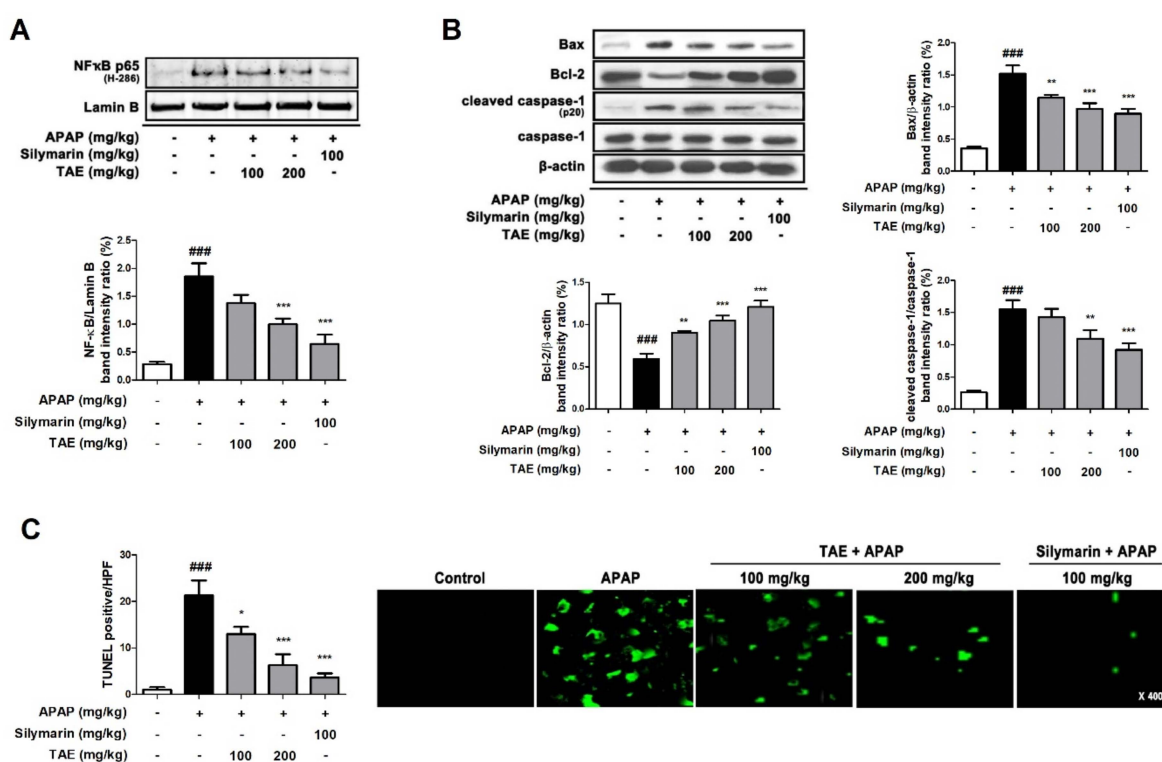 A
NFκB p65
(H-286)
Lamin B
APAP (mg/kg) - + + + +
Silymarin (mg/kg) - - - - 100
TAE (mg/kg) - - 100 200 -
NF-κB/Lamin B
band intensity ratio (%)
2.5
2.0
1.5
1.0
0.5
0.0
###
***
***
APAP (mg/kg) - + + + +
Silymarin (mg/kg) - - - - 100
TAE (mg/kg) - - 100 200 -
B
Bax
Bcl-2
cleaved caspase-1
(p20)
caspase-1
β-actin
APAP (mg/kg) - + + + +
Silymarin (mg/kg) - - - - 100
TAE (mg/kg) - - 100 200 -
Bax/β-actin
band intensity ratio (%)
2.0
1.5
1.0
0.5
0.0
###
**
***
***
APAP (mg/kg) - + + + +
Silymarin (mg/kg) - - - - 100
TAE (mg/kg) - - 100 200 -
Bcl-2/β-actin
band intensity ratio (%)
1.5
1.0
0.5
0.0
###
**
***
***
APAP (mg/kg) - + + + +
Silymarin (mg/kg) - - - - 100
TAE (mg/kg) - - 100 200 -
cleaved caspase-1/caspase-1
band intensity ratio (%)
2.0
1.5
1.0
0.5
0.0
###
**
***
APAP (mg/kg) - + + + +
Silymarin (mg/kg) - - - - 100
TAE (mg/kg) - - 100 200 -
C
TUNEL positive/HPF
30
20
10
0
###
*
***
***
APAP (mg/kg) - + + + +
Silymarin (mg/kg) - - - - 100
TAE (mg/kg) - - 100 200 -
TAE + APAP
Silymarin + APAP
Control
APAP
100 mg/kg
200 mg/kg
100 mg/kg
X 400